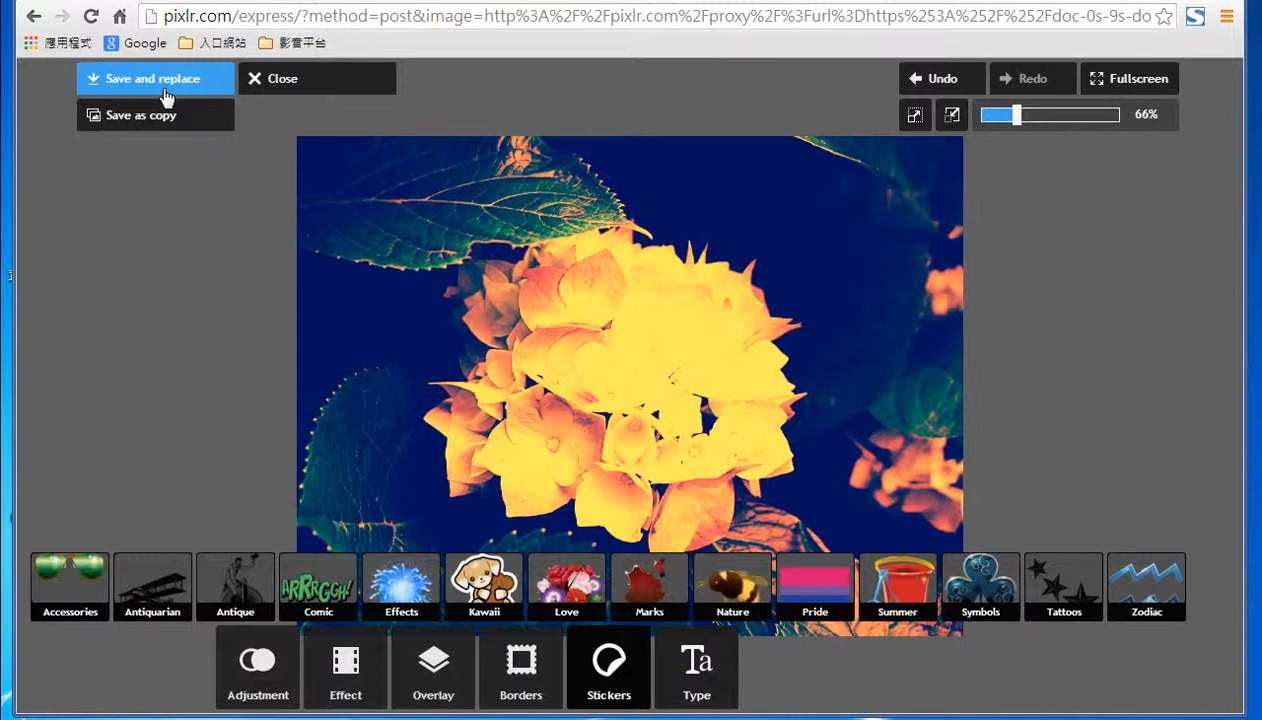 pixlr.com/express/?method=post&image=http%3A%2F%2Fpixlr.com%2Fproxy%2F%3Furl%3Dhttps%253A%252F%252Fdoc-0s-9s-do
應用程式 Google 入口網站 影音平台
Save and replace Close Undo Redo Fullscreen
Save as copy 66%
ARRRGGH!
Accessories Antiquarian Antique Comic Effects Kawaii Love Marks Nature Pride Summer Symbols Tattoos Zodiac
Ta
Adjustment Effect Overlay Borders Stickers Type